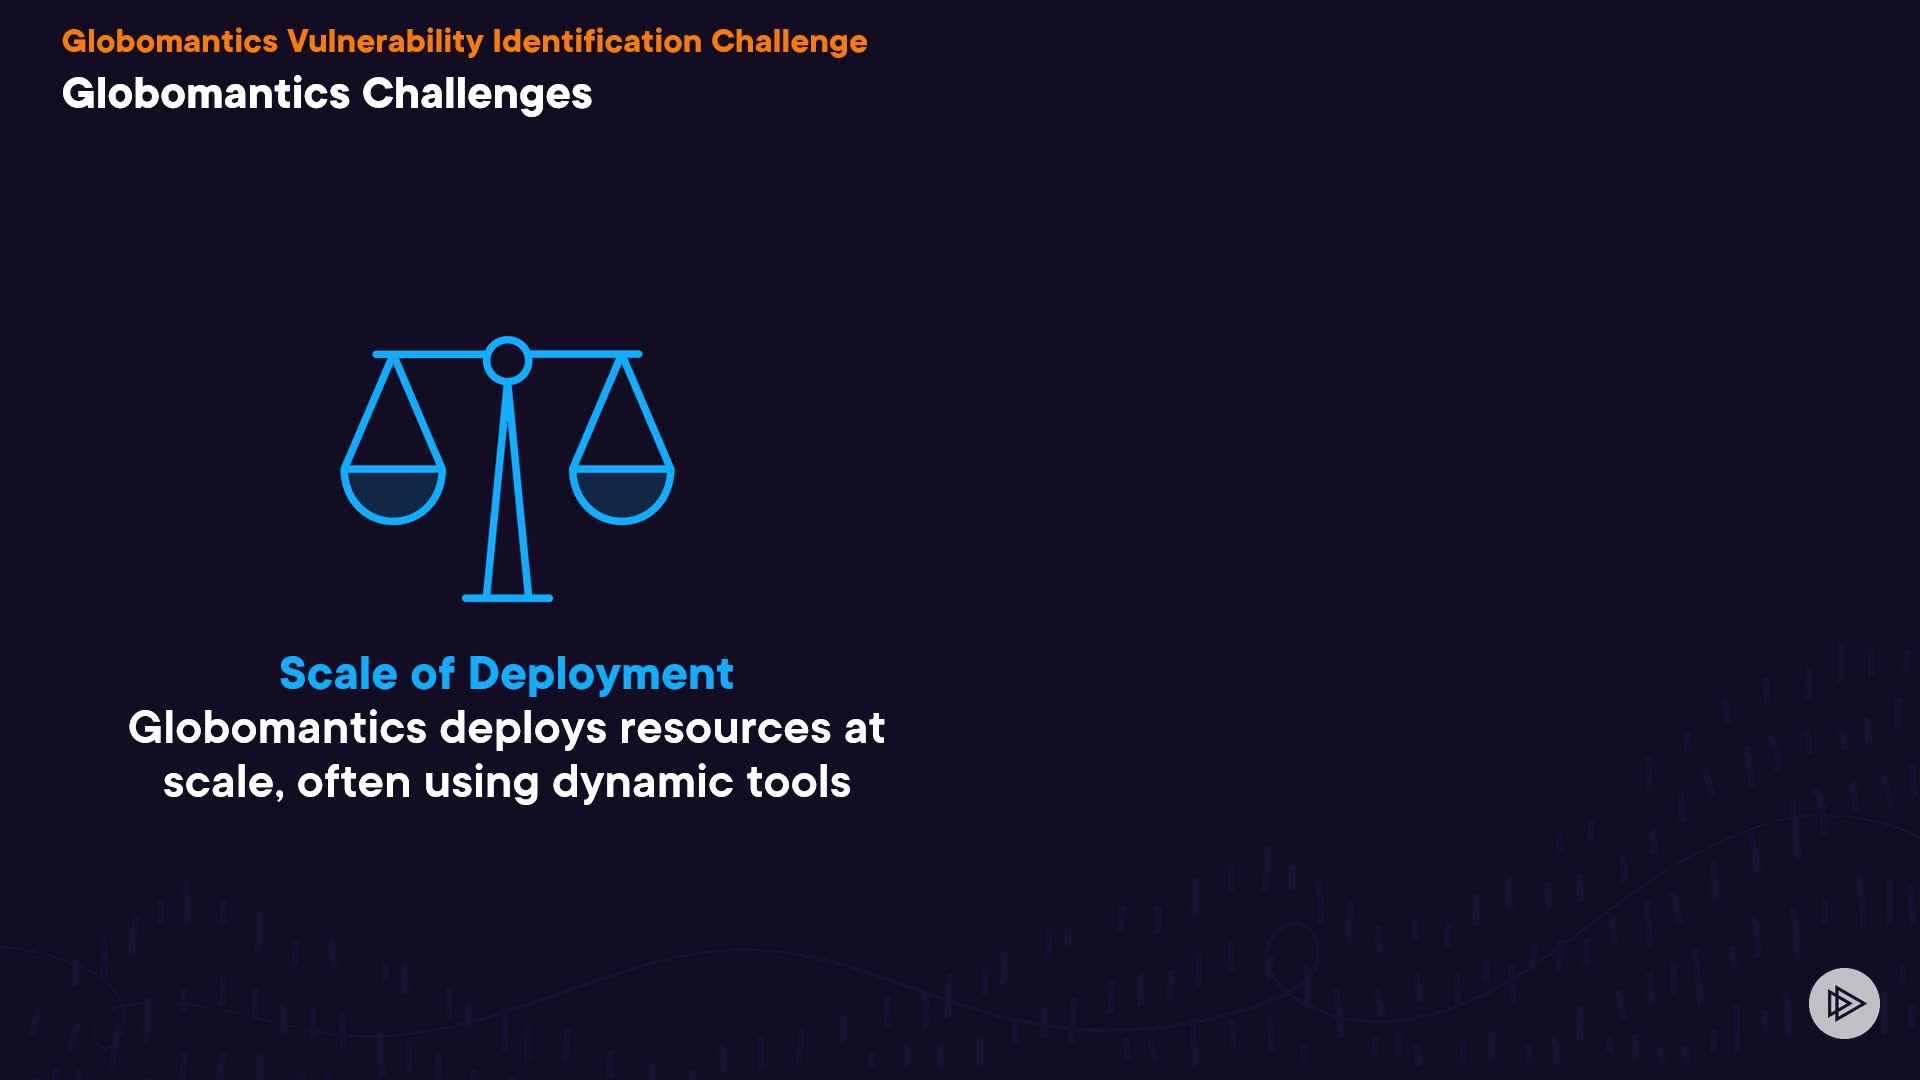 Globomantics Vulnerability Identification Challenge
Globomantics Challenges
Scale of Deployment
Globomantics deploys resources at
scale, often using dynamic tools